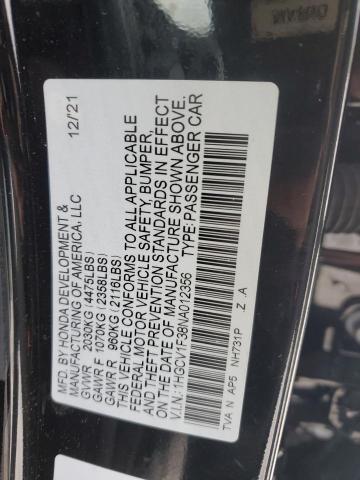 MFD. BY HONDA DEVELOPMENT & 12/21
MANUFACTURING OF AMERICA, LLC
GVWR 2030KG (4475LBS)
GAWR F 1070KG (2358LBS)
GAWR R 960KG (2116LBS)
THIS VEHICLE CONFORMS TO ALL APPLICABLE
FEDERAL MOTOR VEHICLE SAFETY, BUMPER,
AND THEFT PREVENTION STANDARDS IN EFFECT
ON THE DATE OF MANUFACTURE SHOWN ABOVE.
V.I.N.: 1HGCV1F38NA012356 TYPE: PASSENGER CAR
TVA N AP5 NH731P Z .A